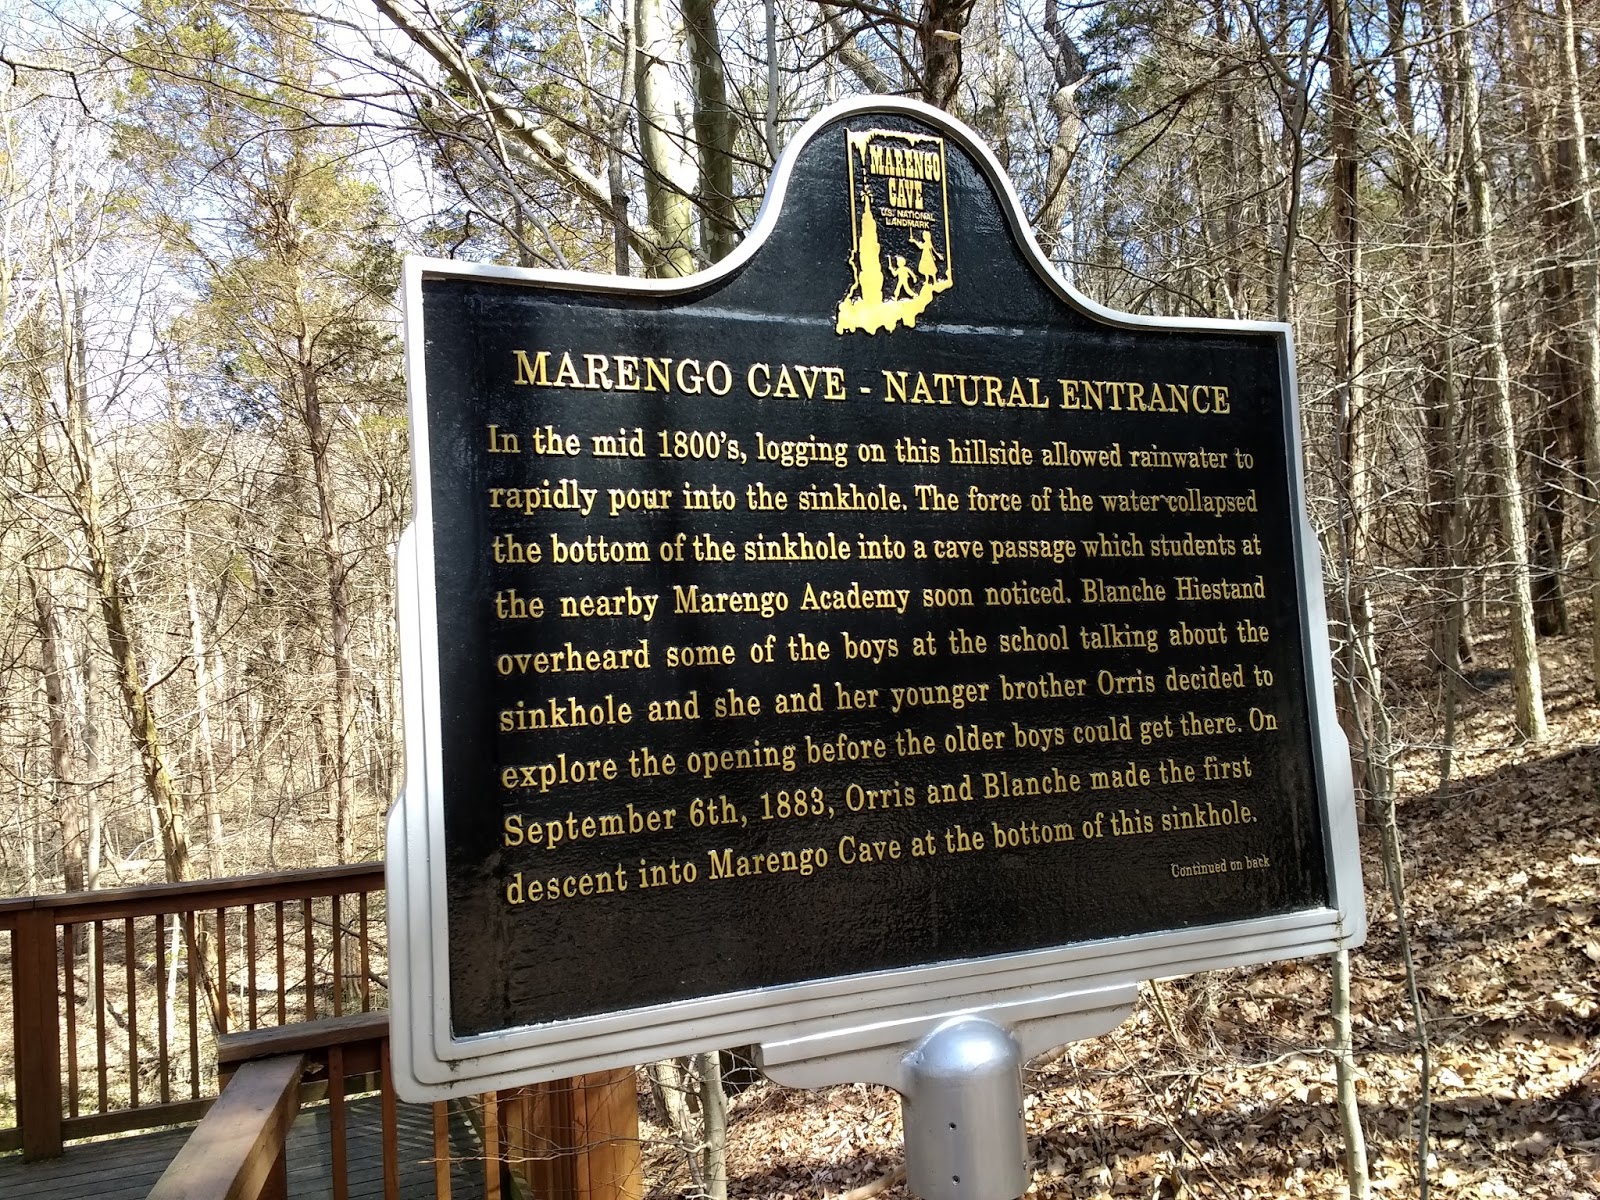 MARENGO
CAVE
U.S. NATIONAL
LANDMARK
MARENGO CAVE - NATURAL ENTRANCE
In the mid 1800's, logging on this hillside allowed rainwater to
rapidly pour into the sinkhole. The force of the water collapsed
the bottom of the sinkhole into a cave passage which students at
the nearby Marengo Academy soon noticed. Blanche Hiestand
overheard some of the boys at the school talking about the
sinkhole and she and her younger brother Orris decided to
explore the opening before the older boys could get there. On
September 6th, 1883, Orris and Blanche made the first
descent into Marengo Cave at the bottom of this sinkhole.
Continued on back